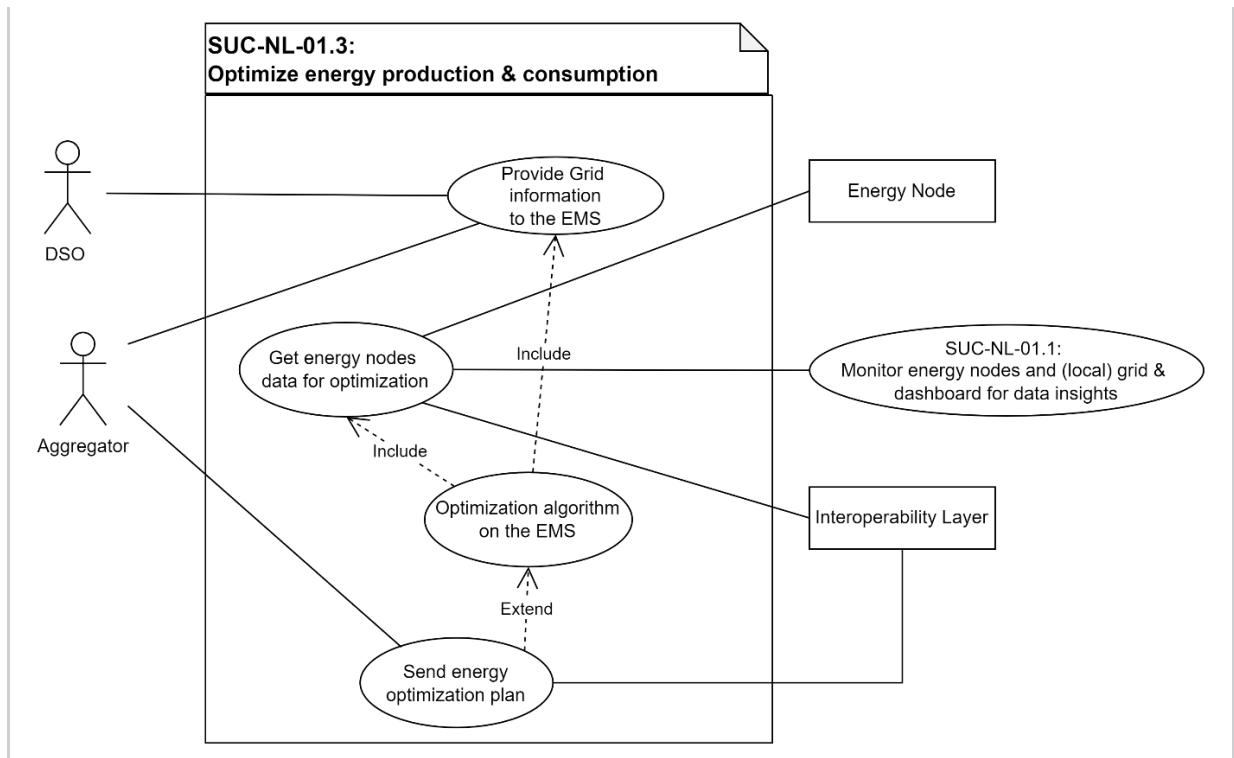 SUC-NL-01.3:
Optimize energy production & consumption
Provide Grid
information
to the EMS
Energy Node
DSO
Include
Get energy nodes
data for optimization
SUC-NL-01.1:
Monitor energy nodes and (local) grid &
dashboard for data insights
Aggregator
Include
Optimization algorithm
on the EMS
Interoperability Layer
Extend
Send energy
optimization plan